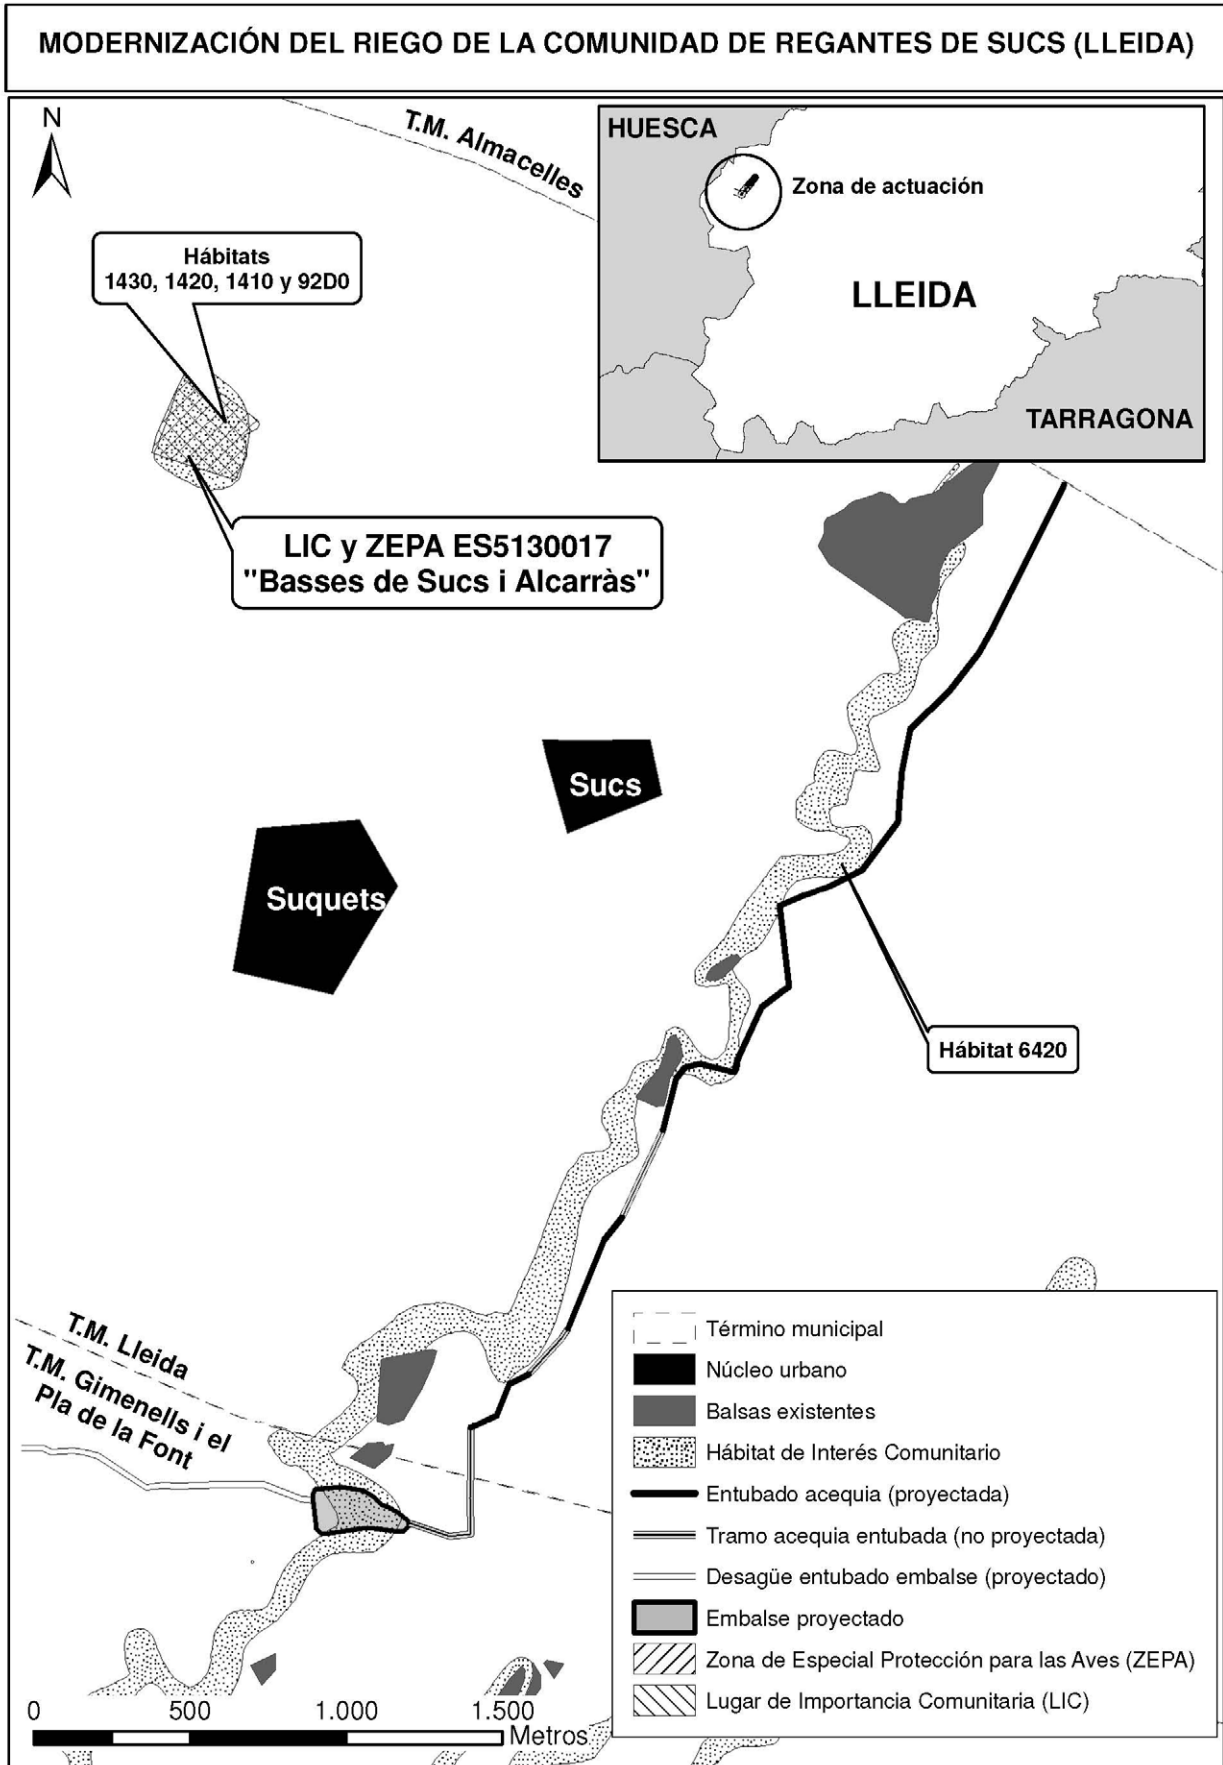 MODERNIZACIÓN DEL RIEGO DE LA COMUNIDAD DE REGANTES DE SUCS (LLEIDA)
N
T.M. Almacelles
HUESCA
Zona de actuación
LLEIDA
TARRAGONA
Hábitats
1430, 1420, 1410 y 92D0
LIC y ZEPA ES5130017
"Basses de Sucs i Alcarràs"
Sucs
Suquets
Hábitat 6420
T.M. Lleida
T.M. Gimenells i el
Pla de la Font
Término municipal
Núcleo urbano
Balsas existentes
Hábitat de Interés Comunitario
Entubado acequia (proyectada)
Tramo acequia entubada (no proyectada)
Desagüe entubado embalse (proyectado)
Embalse proyectado
Zona de Especial Protección para las Aves (ZEPA)
Lugar de Importancia Comunitaria (LIC)
0 500 1.000 1.500
Metros